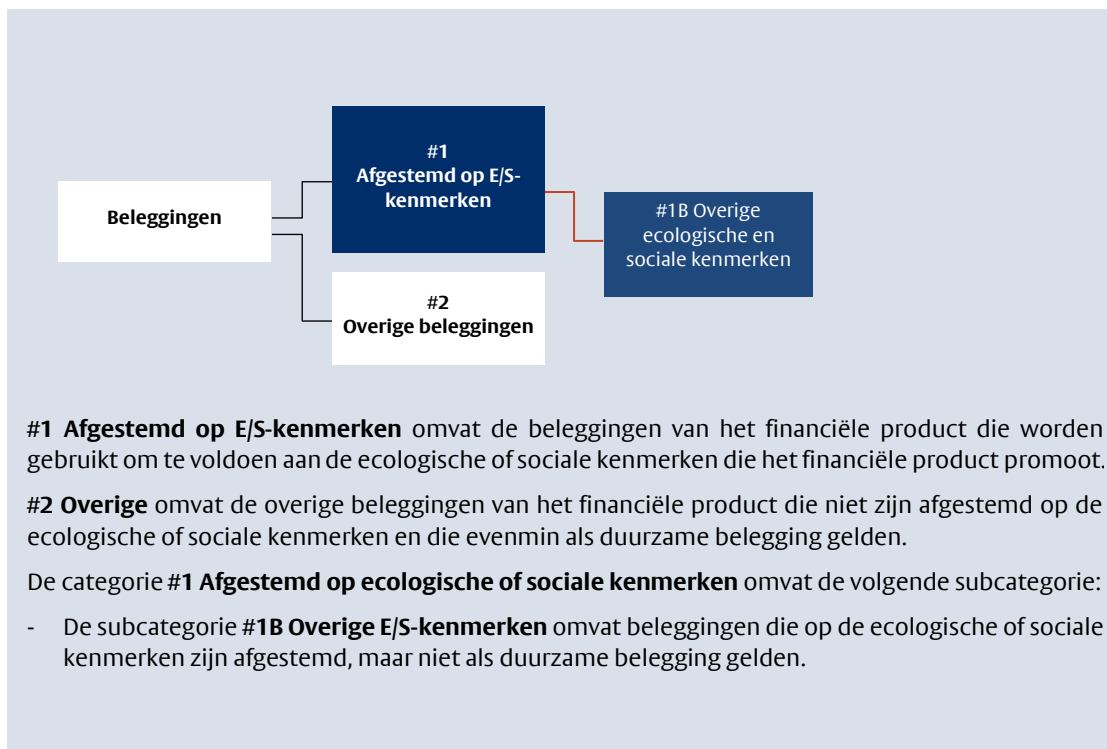 #1
Afgestemd op E/S-
kenmerken
Beleggingen
#1B Overige
ecologische en
sociale kenmerken
#2
Overige beleggingen
#1 Afgestemd op E/S-kenmerken omvat de beleggingen van het financiële product die worden
gebruikt om te voldoen aan de ecologische of sociale kenmerken die het financiële product promoot.
#2 Overige omvat de overige beleggingen van het financiële product die niet zijn afgestemd op de
ecologische of sociale kenmerken en die evenmin als duurzame belegging gelden.
De categorie #1 Afgestemd op ecologische of sociale kenmerken omvat de volgende subcategorie:
- De subcategorie #1B Overige E/S-kenmerken omvat beleggingen die op de ecologische of sociale
kenmerken zijn afgestemd, maar niet als duurzame belegging gelden.